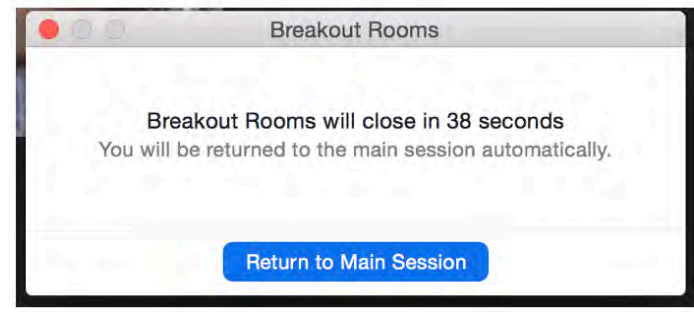 Breakout Rooms
Breakout Rooms will close in 38 seconds
You will be returned to the main session automatically.
Return to Main Session